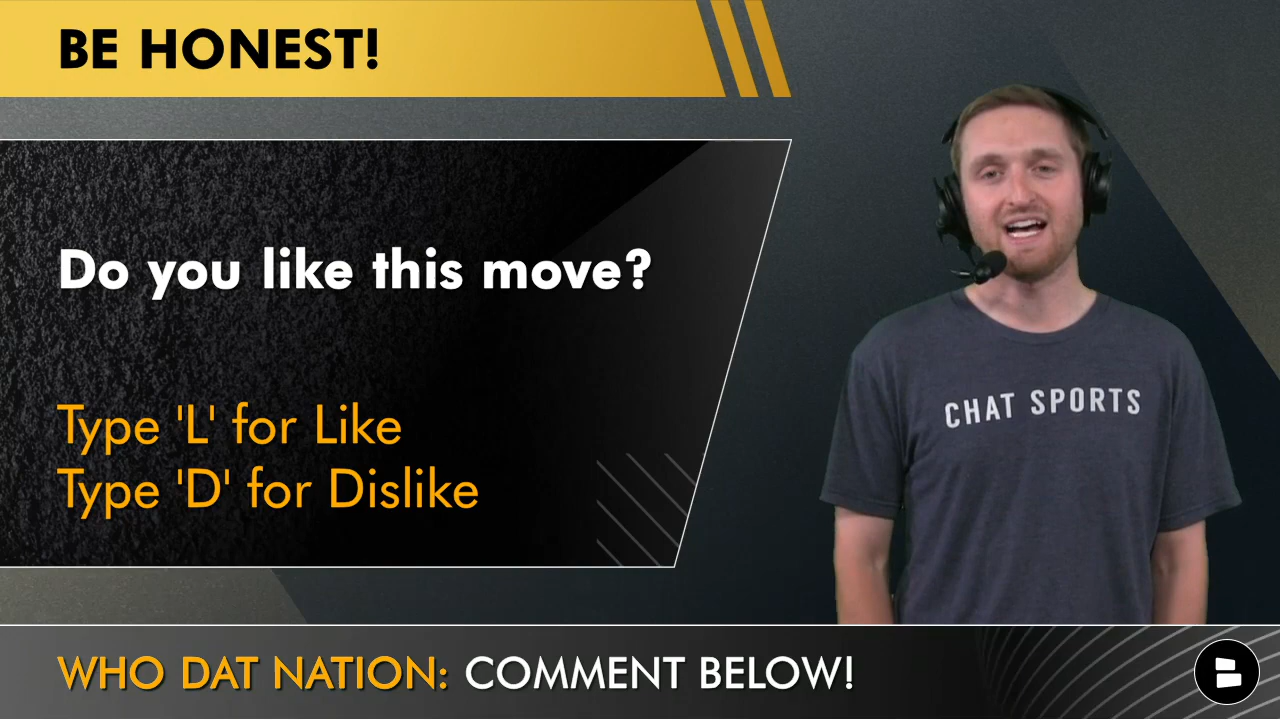 BE HONEST!
Do you like this move?
Type 'L' for Like
Type 'D' for Dislike
CHAT SPORTS
WHO DAT NATION: COMMENT BELOW!